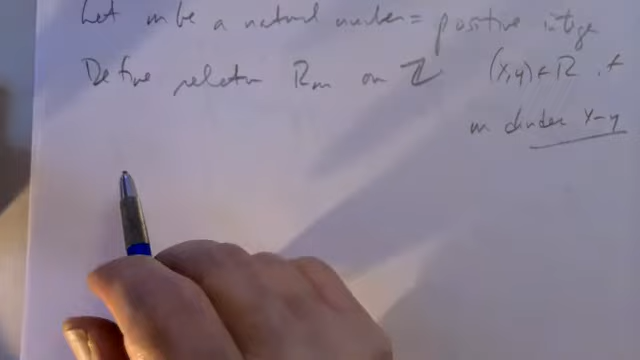 Let m be a natural number = positive integer
Define relation Rm on ℤ (x,y) ∈ R if
m divides x-y